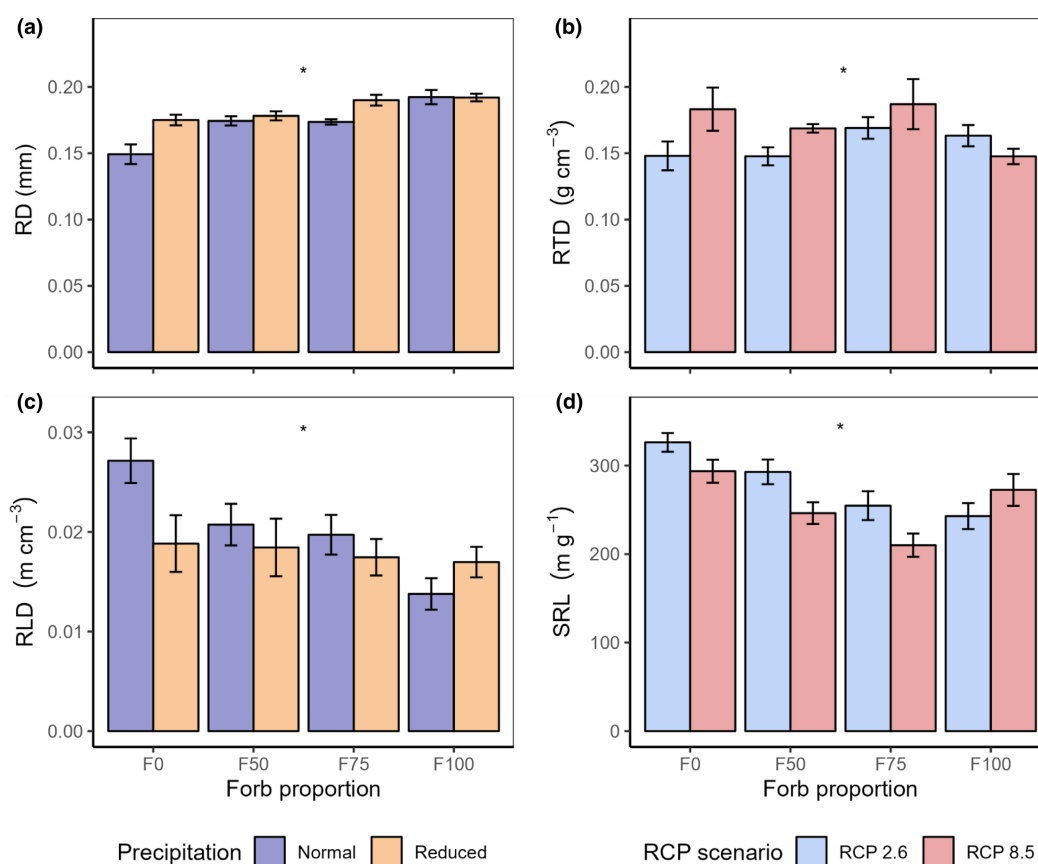 (a)
*
RD (mm)
0.20
0.15
0.10
0.05
0.00
(b)
*
RTD (g cm⁻³)
0.20
0.15
0.10
0.05
0.00
(c)
*
RLD (m cm⁻³)
0.03
0.02
0.01
0.00
F0 F50 F75 F100
Forb proportion
(d)
*
SRL (m g⁻¹)
300
200
100
0
F0 F50 F75 F100
Forb proportion
Precipitation Normal Reduced
RCP scenario RCP 2.6 RCP 8.5